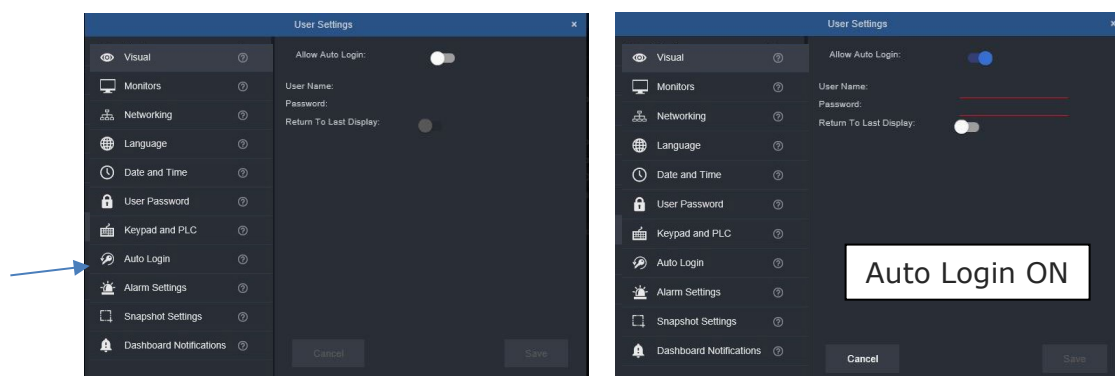 User Settings ×
Visual
Monitors
Networking
Language
Date and Time
User Password
Keypad and PLC
Auto Login
Alarm Settings
Snapshot Settings
Dashboard Notifications
Allow Auto Login:
User Name:
Password:
Return To Last Display:
Cancel Save
User Settings ×
Visual
Monitors
Networking
Language
Date and Time
User Password
Keypad and PLC
Auto Login
Alarm Settings
Snapshot Settings
Dashboard Notifications
Allow Auto Login:
User Name:
Password:
Return To Last Display:
Auto Login ON
Cancel Save